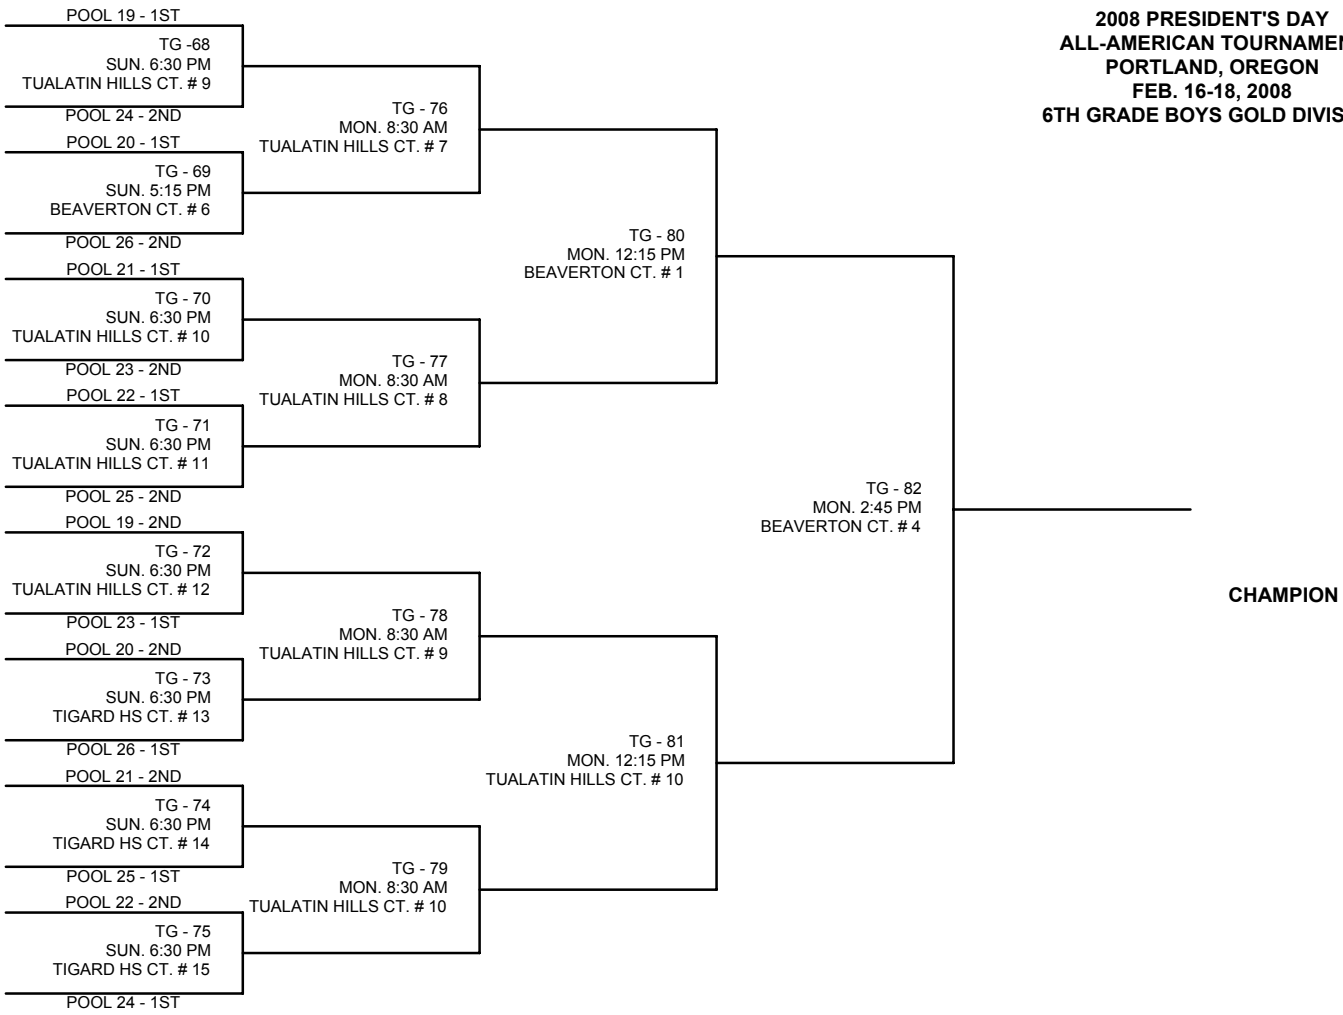 2008 PRESIDENT'S DAY
ALL-AMERICAN
PORTLAND, OREGON
FEB. 16-18, 2008
6TH GRADE BOYS GOLD
POOL 19 - 1ST
TG -68
SUN. 6:30 PM
TUALATIN HILLS CT. # 9
POOL 24 - 2ND
POOL 20 - 1ST
TG - 69
SUN. 5:15 PM
BEAVERTON CT. # 6
POOL 26 - 2ND
POOL 21 - 1ST
TG - 70
SUN. 6:30 PM
TUALATIN HILLS CT. # 10
POOL 23 - 2ND
POOL 22 - 1ST
TG - 71
SUN. 6:30 PM
TUALATIN HILLS CT. # 11
POOL 25 - 2ND
POOL 19 - 2ND
TG - 72
SUN. 6:30 PM
TUALATIN HILLS CT. # 12
POOL 23 - 1ST
POOL 20 - 2ND
TG - 73
SUN. 6:30 PM
TIGARD HS CT. # 13
POOL 26 - 1ST
POOL 21 - 2ND
TG - 74
SUN. 6:30 PM
TIGARD HS CT. # 14
POOL 25 - 1ST
POOL 22 - 2ND
TG - 75
SUN. 6:30 PM
TIGARD HS CT. # 15
POOL 24 - 1ST
TG - 76
MON. 8:30 AM
TUALATIN HILLS CT. # 7
TG - 77
MON. 8:30 AM
TUALATIN HILLS CT. # 8
TG - 78
MON. 8:30 AM
TUALATIN HILLS CT. # 9
TG - 79
MON. 8:30 AM
TUALATIN HILLS CT. # 10
TG - 80
MON. 12:15 PM
BEAVERTON CT. # 1
TG - 81
MON. 12:15 PM
TUALATIN HILLS CT. # 10
TG - 82
MON. 2:45 PM
BEAVERTON CT. # 4
CHAMPION